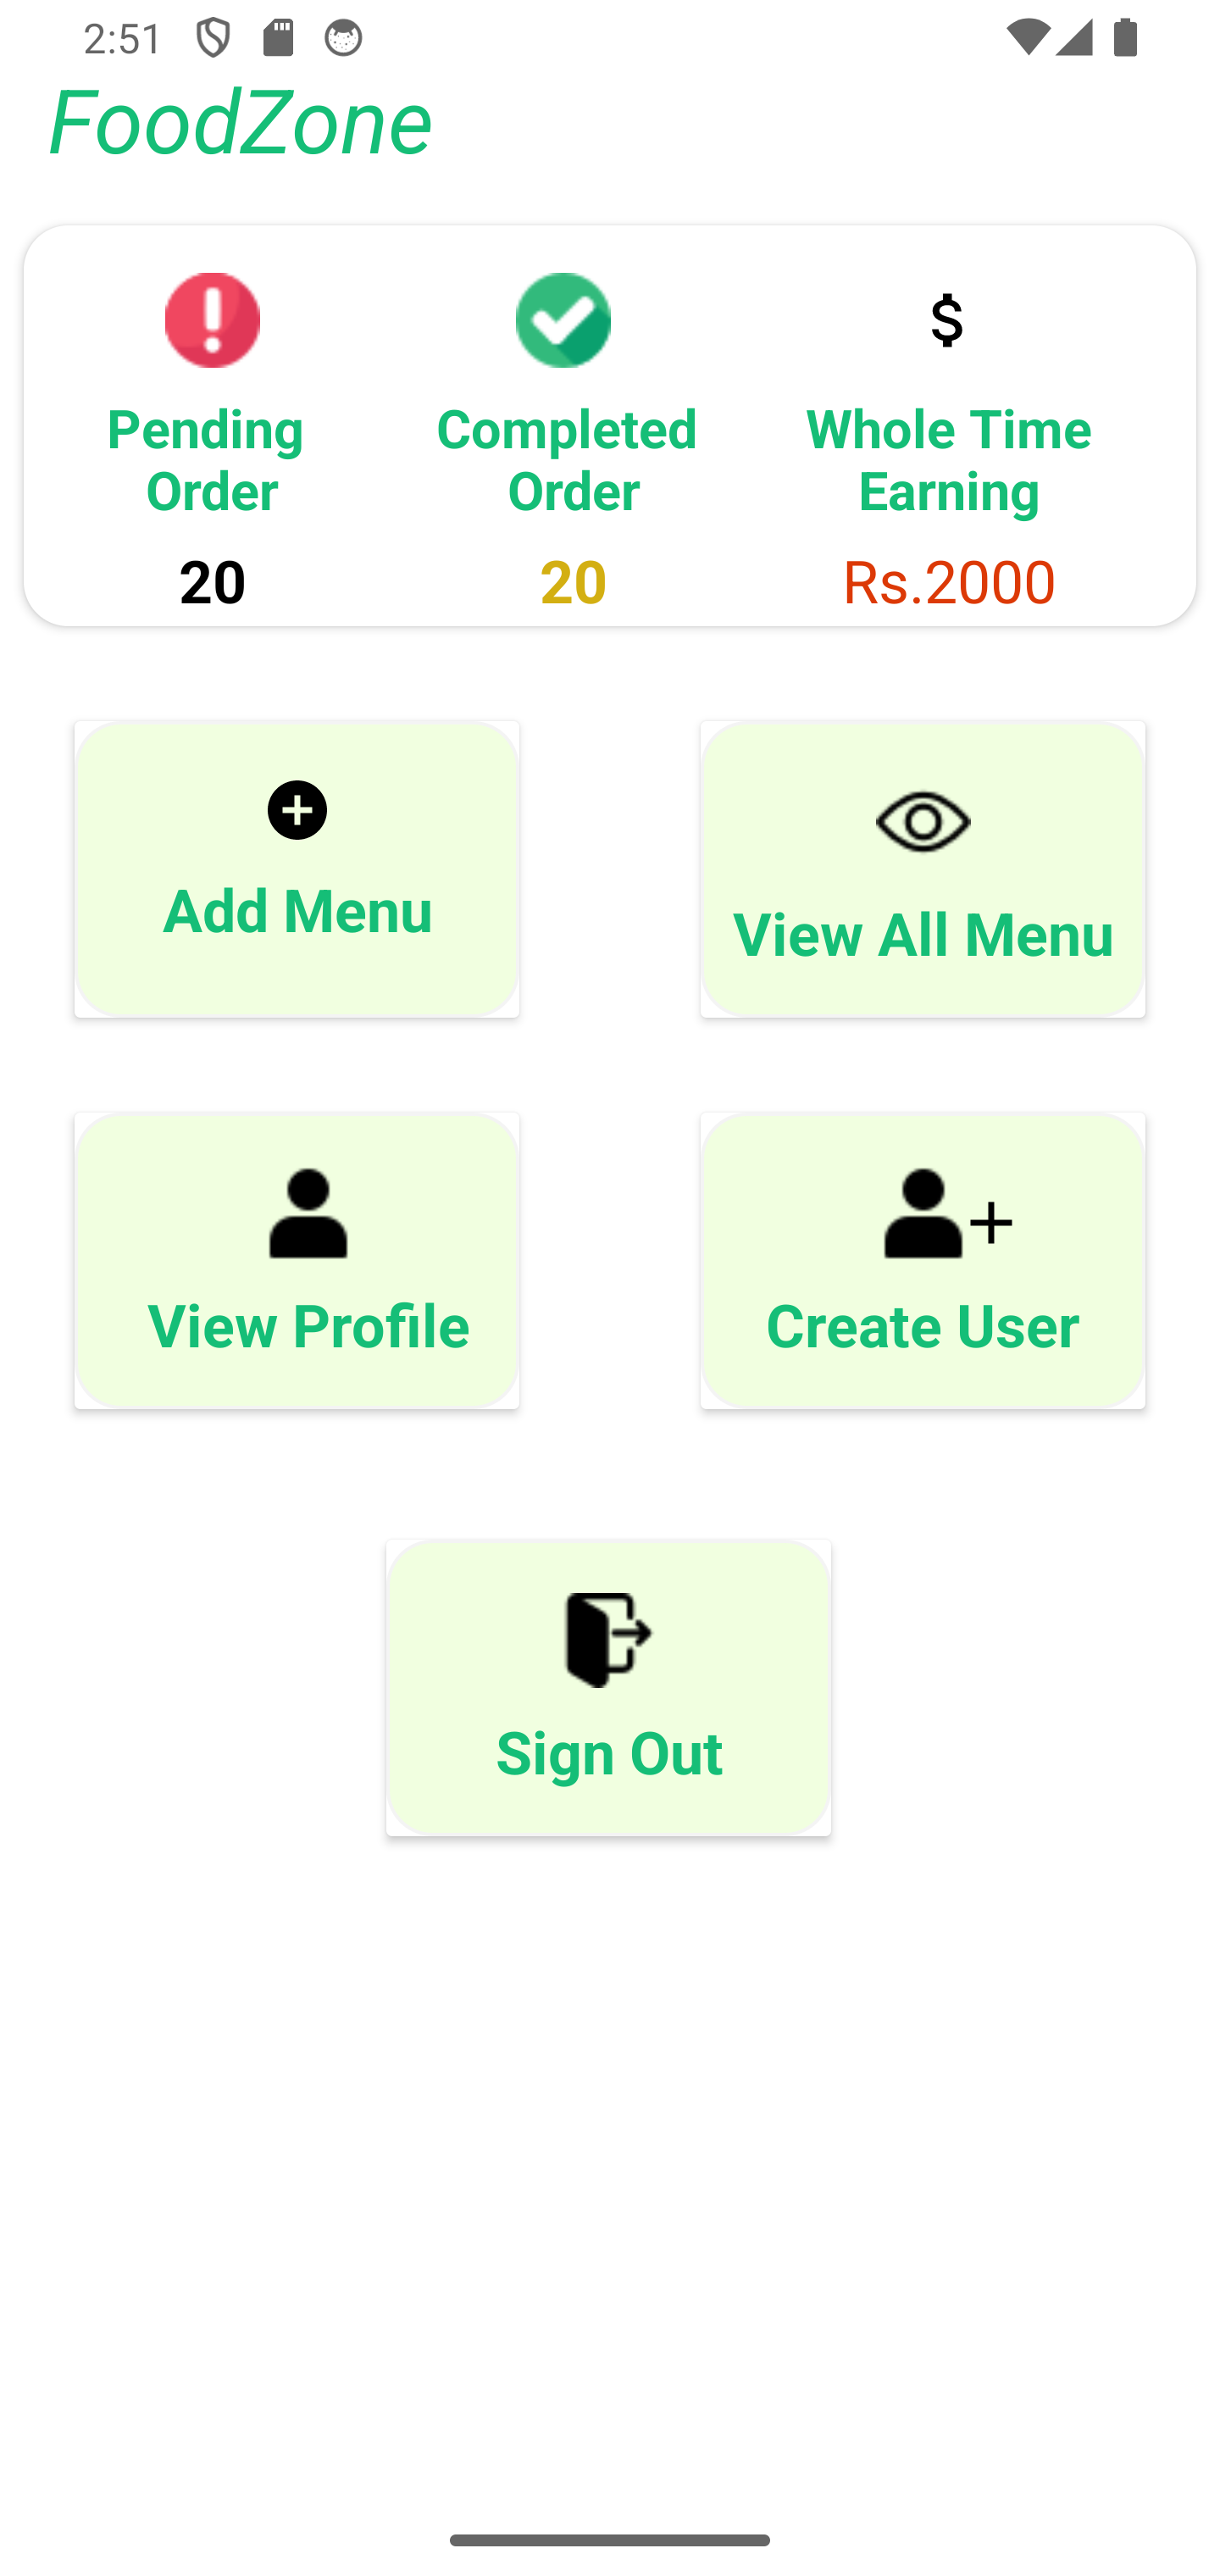 2:51
FoodZone
$
Pending
Order
Completed
Order
Whole Time
Earning
20
20
Rs.2000
Add Menu
View All Menu
View Profile
Create User
Sign Out